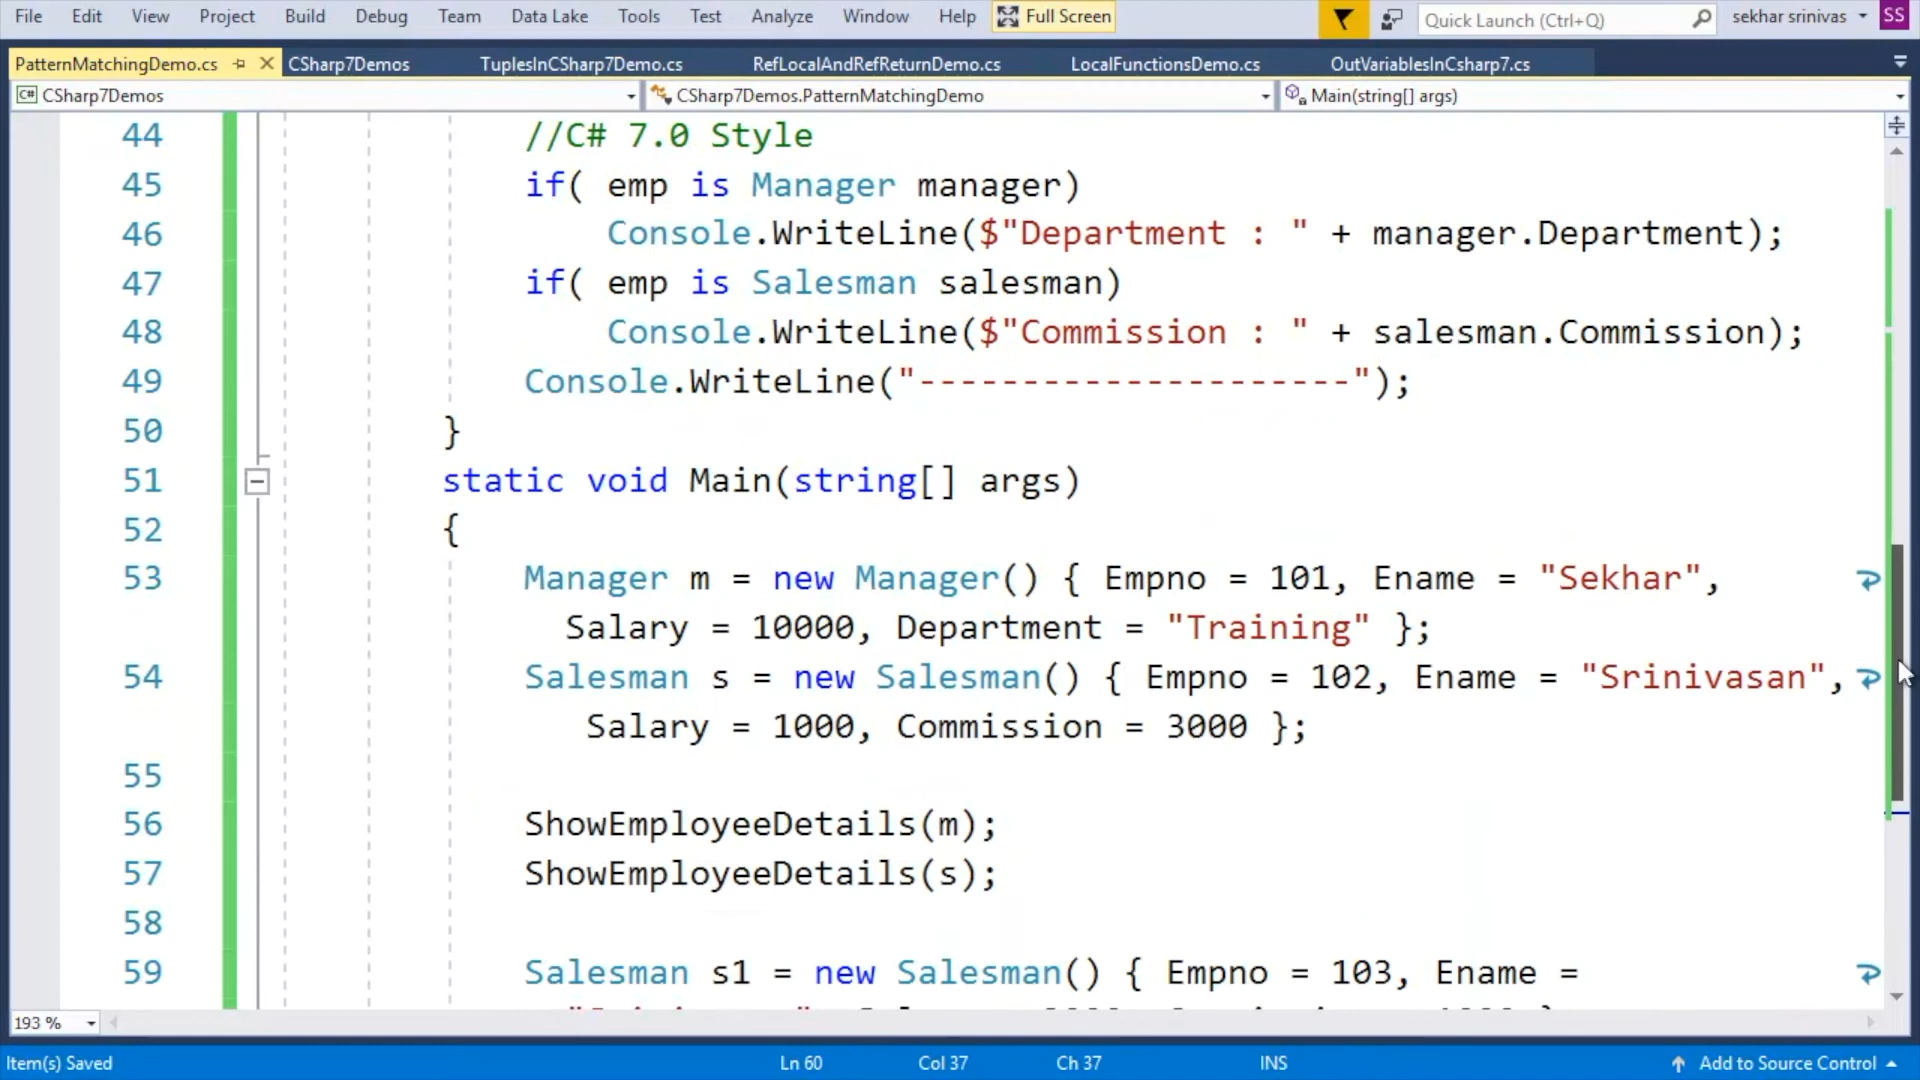 File Edit View Project Build Debug Team Data Lake Tools Test Analyze Window Help Full Screen Quick Launch (Ctrl+Q) sekhar srinivas SS
PatternMatchingDemo.cs CSharp7Demos TuplesInCSharp7Demo.cs RefLocalAndRefReturnDemo.cs LocalFunctionsDemo.cs OutVariablesInCsharp7.cs
C# CSharp7Demos CSharp7Demos.PatternMatchingDemo Main(string[] args)
44 //C# 7.0 Style
45 if( emp is Manager manager)
46 Console.WriteLine($"Department : " + manager.Department);
47 if( emp is Salesman salesman)
48 Console.WriteLine($"Commission : " + salesman.Commission);
49 Console.WriteLine("---------------------");
50 }
51 static void Main(string[] args)
52 {
53 Manager m = new Manager() { Empno = 101, Ename = "Sekhar",
Salary = 10000, Department = "Training" };
54 Salesman s = new Salesman() { Empno = 102, Ename = "Srinivasan",
Salary = 1000, Commission = 3000 };
55
56 ShowEmployeeDetails(m);
57 ShowEmployeeDetails(s);
58
59 Salesman s1 = new Salesman() { Empno = 103, Ename =
193 %
Item(s) Saved Ln 60 Col 37 Ch 37 INS Add to Source Control